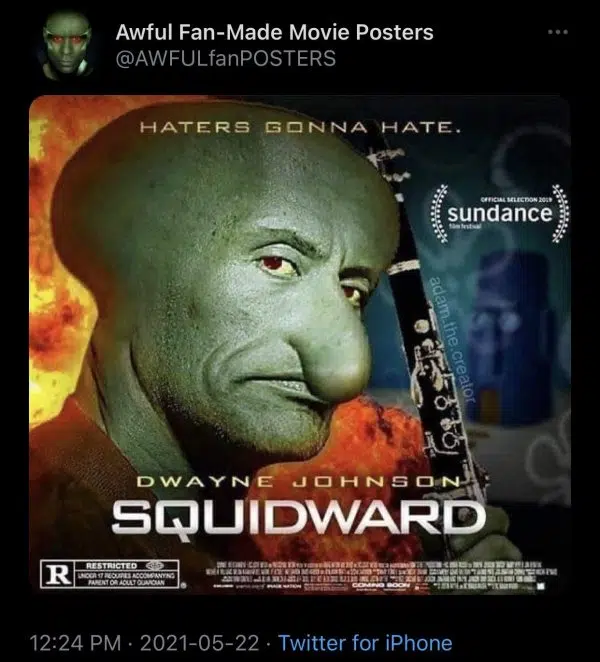 Awful Fan-Made Movie Posters
@AWFULfanPOSTERS
HATERS GONNA HATE.
OFFICIAL SELECTION 2019
sundance
film festival
adam.the.creator
DWAYNE JOHNSON
SQUIDWARD
R
RESTRICTED
UNDER 17 REQUIRES ACCOMPANYING
PARENT OR ADULT GUARDIAN
COMING SOON
12:24 PM · 2021-05-22 · Twitter for iPhone